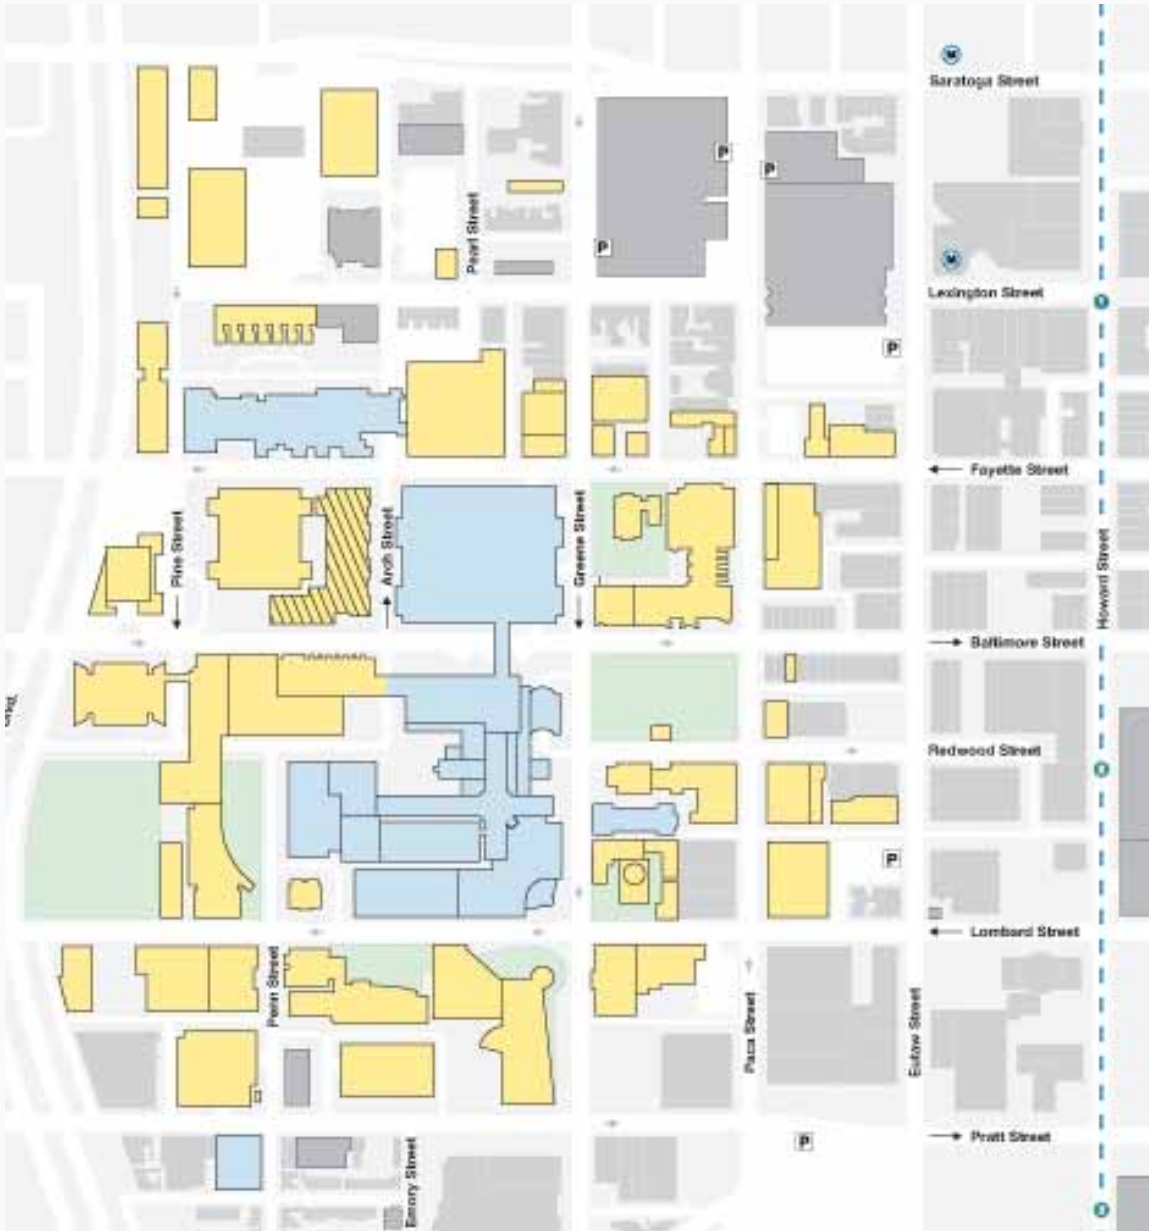 M
Saratoga Street
P
P
P
Pearl Street
M
Lexington Street
P
Fayette Street
Pine Street
Arch Street
Greene Street
Howard Street
Baltimore Street
Redwood Street
P
Lombard Street
Penn Street
Paca Street
Eutaw Street
Pratt Street
P
Emory Street